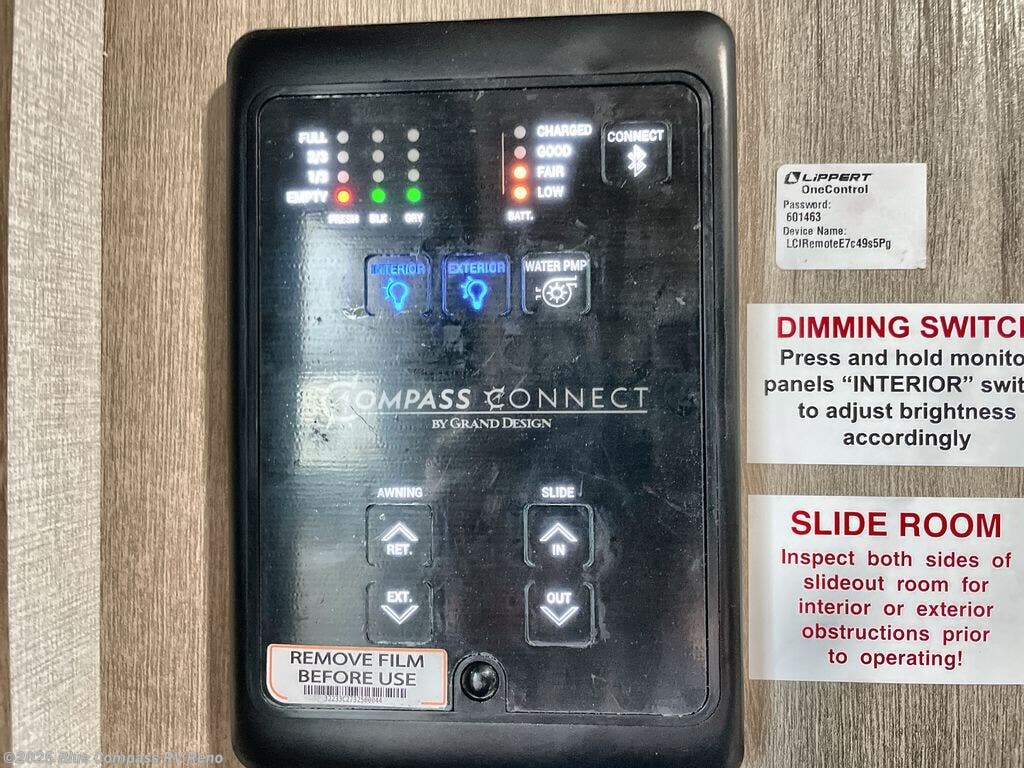 FULL
2/3
1/3
EMPTY
FRESH BLK GRY
CHARGED
GOOD
FAIR
LOW
BATT.
CONNECT
INTERIOR
EXTERIOR
WATER PMP
COMPASS CONNECT
BY GRAND DESIGN
AWNING
RET.
EXT.
SLIDE
IN
OUT
REMOVE FILM
BEFORE USE
LIPPERT
OneControl
Password:
601463
Device Name:
LCIRemoteE7c49s5Pg
DIMMING SWITCH
Press and hold monito
panels “INTERIOR” swit
to adjust brightness
accordingly
SLIDE ROOM
Inspect both sides of
slideout room for
interior or exterior
obstructions prior
to operating!
©2025 Blue Compass RV Reno